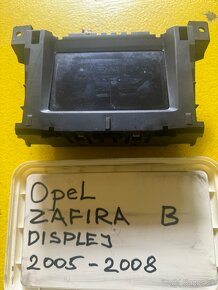 Opel
ZAFIRA B
DISPLEJ
2005-2008